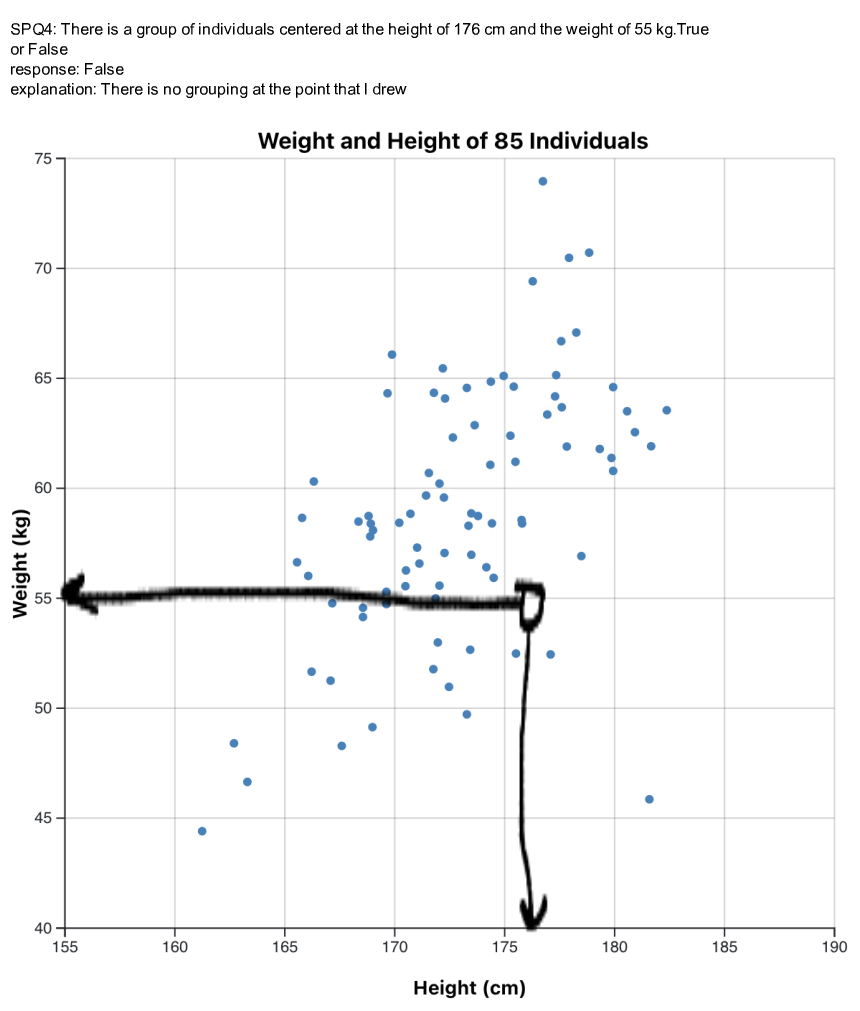 SPQ4: There is a group of individuals centered at the height of 176 cm and the weight of 55 kg.True
or False
response: False
explanation: There is no grouping at the point that I drew
Weight and Height of 85 Individuals
75
70
65
60
55
50
45
40
Weight (kg)
155 160 165 170 175 180 185 190
Height (cm)